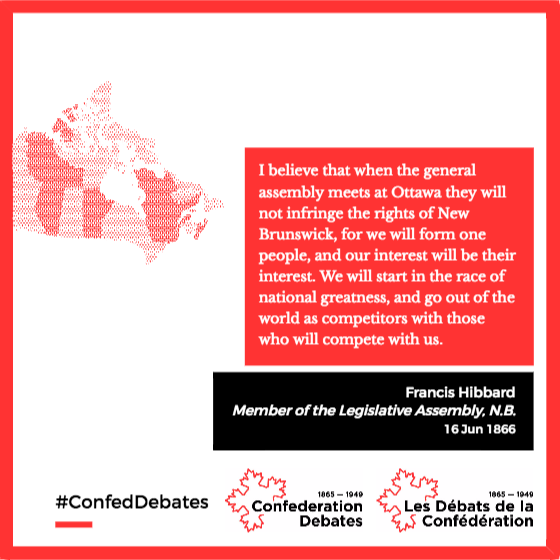 I believe that when the general
assembly meets at Ottawa they will
not infringe the rights of New
Brunswick, for we will form one
people, and our interest will be their
interest. We will start in the race of
national greatness, and go out of the
world as competitors with those
who will compete with us.
Francis Hibbard
Member of the Legislative Assembly, N.B.
16 Jun 1866
#ConfedDebates
1865 — 1949
Confederation
Debates
1865 — 1949
Les Débats de la
Confédération